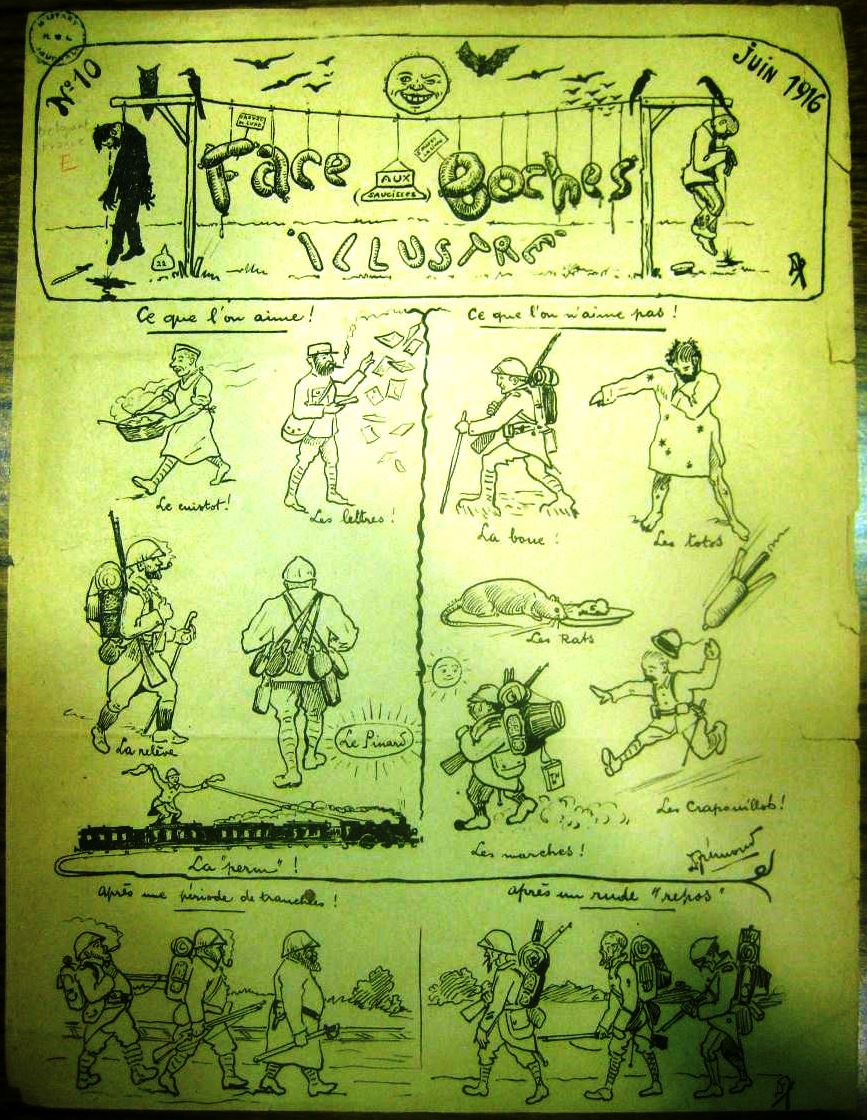 N° 10
Juin 1916
Face
aux
saucisses
Boches
"ILLUSTRÉ"
Ce que l'on aime !
Ce que l'on n'aime pas !
Le cuistot !
Les lettres !
La boue !
Les totos
Les Rats
La relève
Le Pinard
Les Crapouillots !
Les marches !
La "perm" !
Après une période de tranchées !
après un rude "repos"